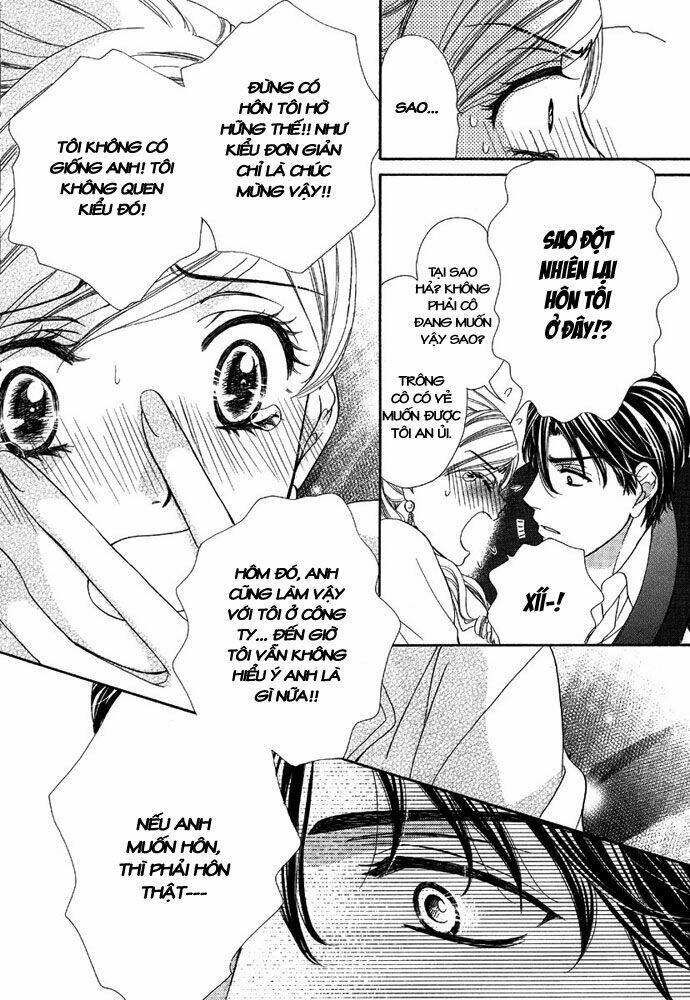 SAO...
SAO ĐỘT
NHIÊN LẠI
HÔN TÔI
Ở ĐÂY!?
TẠI SAO
HẢ? KHÔNG
PHẢI CÔ
ĐANG MUỐN
VẬY SAO?
TRÔNG
CÔ CÓ VẺ
MUỐN ĐƯỢC
TÔI AN ỦI.
XÍÍ-!
ĐỪNG CÓ
HÔN TÔI HỜ
HỮNG THẾ!! NHƯ
KIỂU ĐƠN GIẢN
CHỈ LÀ CHÚC
MỪNG VẬY!!
TÔI KHÔNG CÓ
GIỐNG ANH! TÔI
KHÔNG QUEN
KIỂU ĐÓ!
HÔM ĐÓ, ANH
CŨNG LÀM VẬY
VỚI TÔI Ở CÔNG
TY... ĐẾN GIỜ
TÔI VẪN KHÔNG
HIỂU Ý ANH LÀ
GÌ NỮA!!
NẾU ANH
MUỐN HÔN,
THÌ PHẢI HÔN
THẬT----